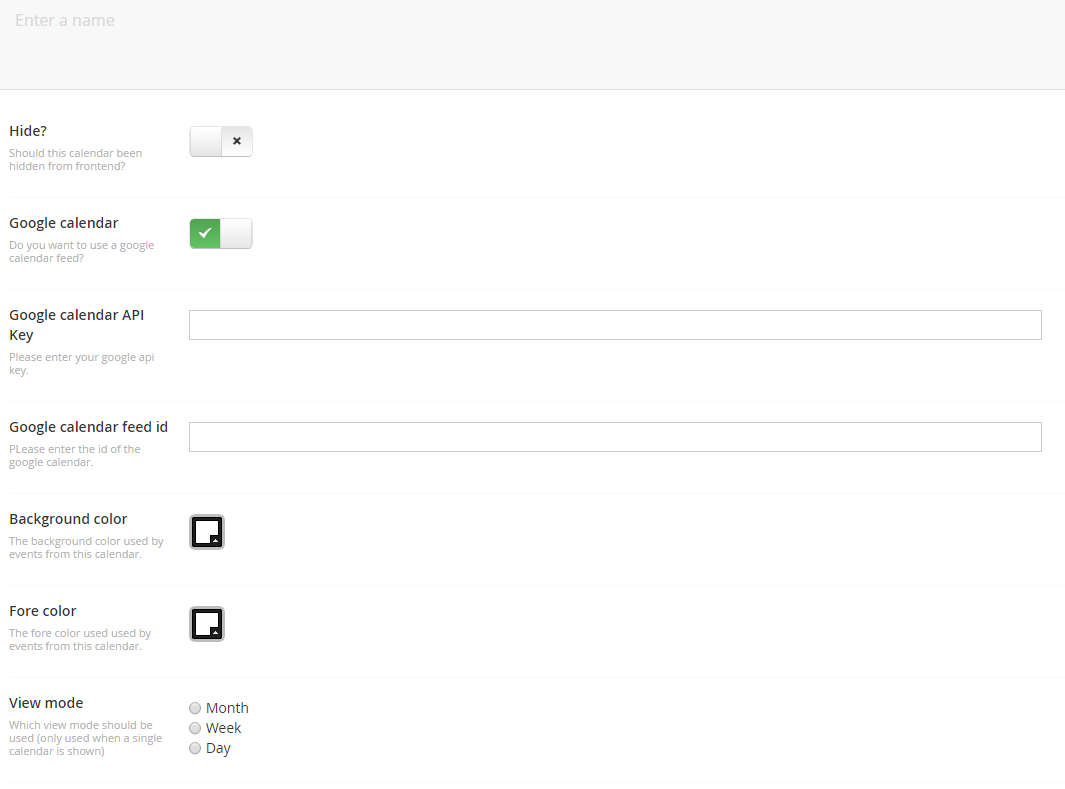 Enter a name
Hide?
Should this calendar been
hidden from frontend?
Google calendar
Do you want to use a google
calendar feed?
Google calendar API
Key
Please enter your google api
key.
Google calendar feed id
PLease enter the id of the
google calendar.
Background color
The background color used by
events from this calendar.
Fore color
The fore color used used by
events from this calendar.
View mode
Which view mode should be
used (only used when a single
calendar is shown)
Month
Week
Day